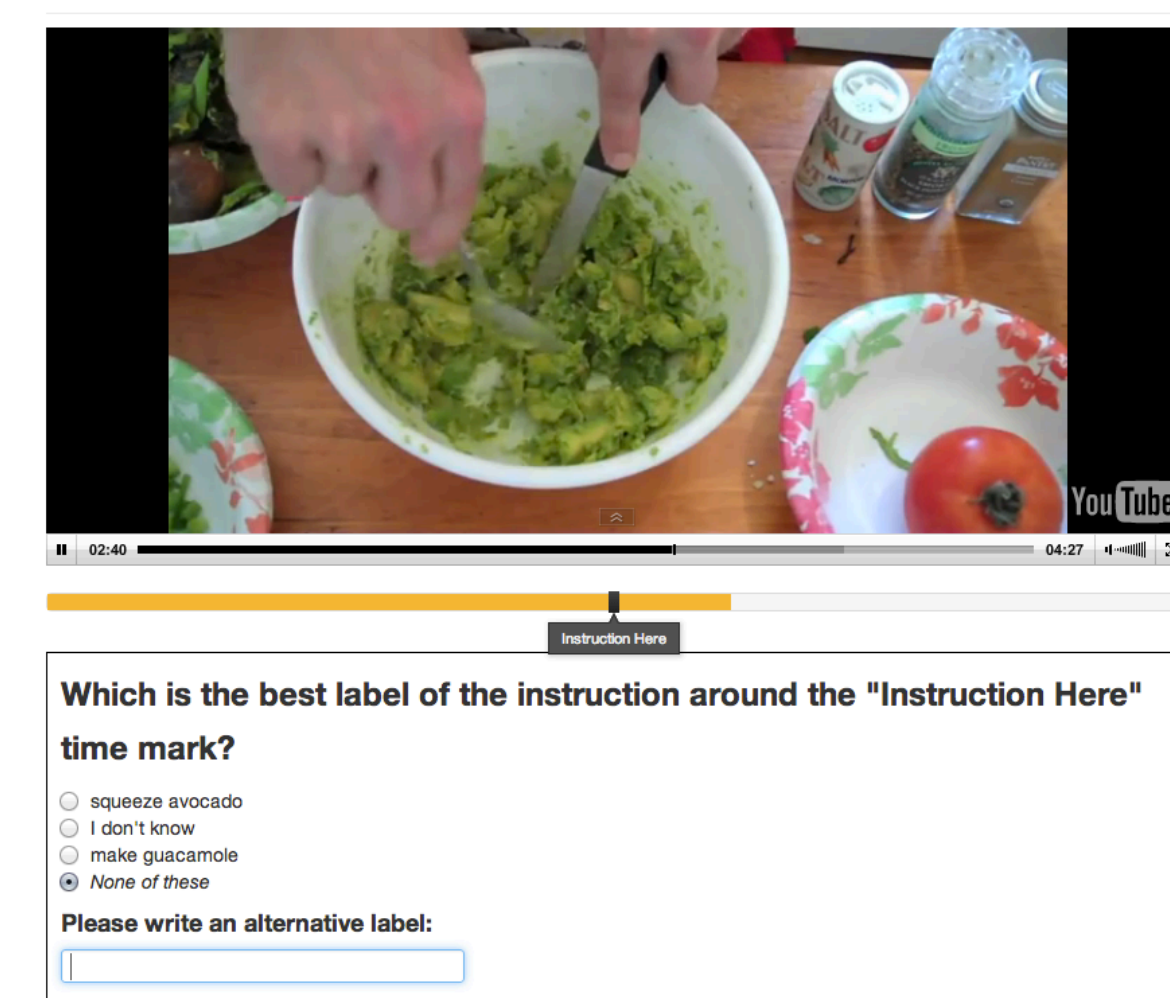 SALT
YouTube
02:40
04:27
Instruction Here
Which is the best label of the instruction around the "Instruction Here"
time mark?
squeeze avocado
I don't know
make guacamole
None of these
Please write an alternative label: